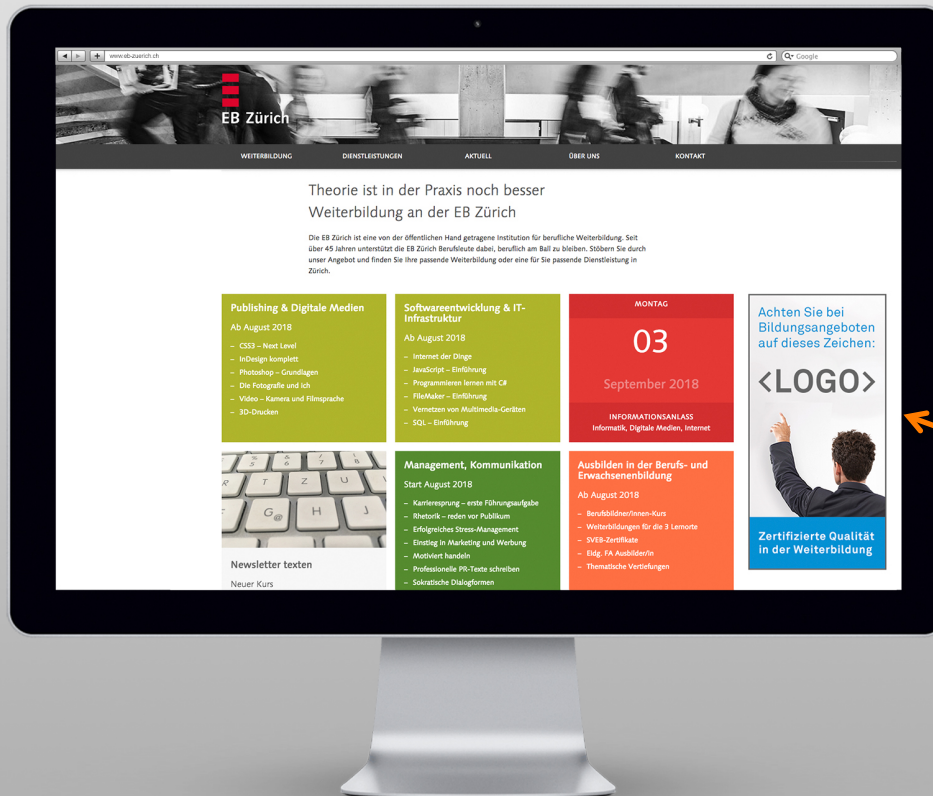 www.eb-zuerich.ch
Google
EB Zürich
WEITERBILDUNG
DIENSTLEISTUNGEN
AKTUELL
ÜBER UNS
KONTAKT
Theorie ist in der Praxis noch besser
Weiterbildung an der EB Zürich
Die EB Zürich ist eine von der öffentlichen Hand getragene Institution für berufliche Weiterbildung. Seit
über 45 Jahren unterstützt die EB Zürich Berufsleute dabei, beruflich am Ball zu bleiben. Stöbern Sie durch
unser Angebot und finden Sie Ihre passende Weiterbildung oder eine für Sie passende Dienstleistung in
Zürich.
Publishing & Digitale Medien
Ab August 2018
– CSS3 – Next Level
– InDesign komplett
– Photoshop – Grundlagen
– Die Fotografie und ich
– Video – Kamera und Filmsprache
– 3D-Drucken
Softwareentwicklung & IT-
Infrastruktur
Ab August 2018
– Internet der Dinge
– JavaScript – Einführung
– Programmieren lernen mit C#
– FileMaker – Einführung
– Vernetzen von Multimedia-Geräten
– SQL – Einführung
MONTAG
03
September 2018
INFORMATIONSANLASS
Informatik, Digitale Medien, Internet
Achten Sie bei
Bildungsangeboten
auf dieses Zeichen:
<LOGO>
Zertifizierte Qualität
in der Weiterbildung
% & / (
5 6 7 8
R T Z U
F G H J
@
Newsletter texten
Neuer Kurs
Management, Kommunikation
Start August 2018
– Karrieresprung – erste Führungsaufgabe
– Rhetorik – reden vor Publikum
– Erfolgreiches Stress-Management
– Einstieg in Marketing und Werbung
– Motiviert handeln
– Professionelle PR-Texte schreiben
– Sokratische Dialogformen
Ausbilden in der Berufs- und
Erwachsenenbildung
Ab August 2018
– Berufsbildner/innen-Kurs
– Weiterbildungen für die 3 Lernorte
– SVEB-Zertifikate
– Eidg. FA Ausbilder/in
– Thematische Vertiefungen